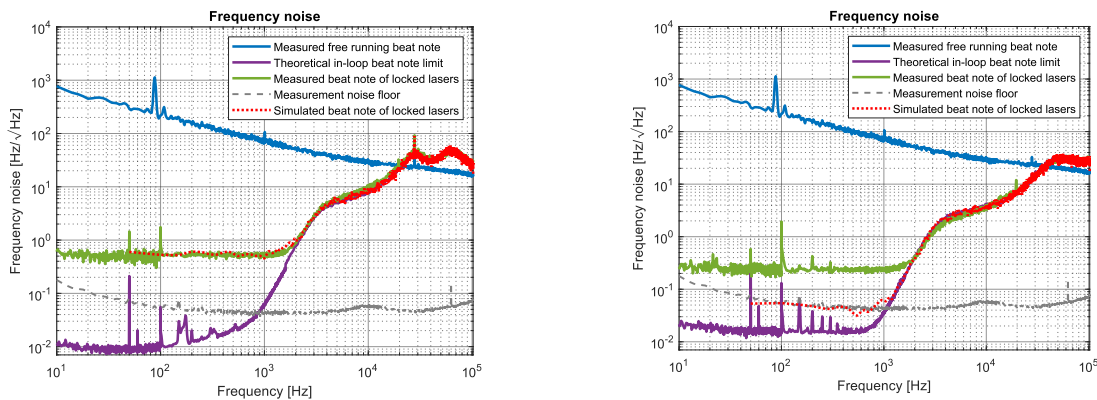 Frequency noise
10^4
10^3
10^2
10^1
10^0
10^-1
10^-2
Frequency noise [Hz/√Hz]
Measured free running beat note
Theoretical in-loop beat note limit
Measured beat note of locked lasers
Measurement noise floor
Simulated beat note of locked lasers
10^1 10^2 10^3 10^4 10^5
Frequency [Hz]
Frequency noise
10^4
10^3
10^2
10^1
10^0
10^-1
10^-2
Frequency noise [Hz/√Hz]
Measured free running beat note
Theoretical in-loop beat note limit
Measured beat note of locked lasers
Measurement noise floor
Simulated beat note of locked lasers
10^1 10^2 10^3 10^4 10^5
Frequency [Hz]